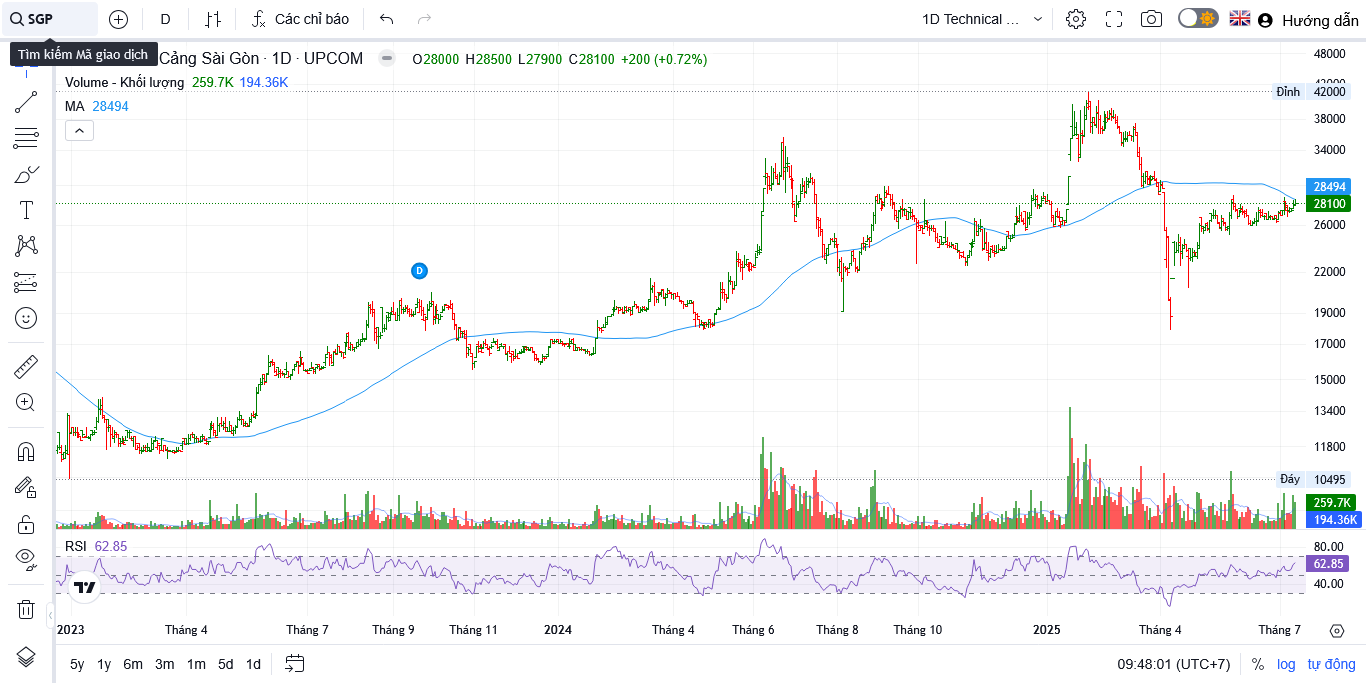 SGP
D
Các chỉ báo
1D Technical ...
Hướng dẫn
Tìm kiếm Mã giao dịch
Cảng Sài Gòn · 1D · UPCOM
O28000 H28500 L27900 C28100 +200 (+0.72%)
Volume - Khối lượng 259.7K 194.36K
MA 28494
48000
Đỉnh 42000
38000
34000
28494
28100
26000
D
22000
19000
17000
15000
13400
11800
Đáy 10495
259.7K
194.36K
RSI 62.85
80.00
62.85
40.00
2023 Tháng 4 Tháng 7 Tháng 9 Tháng 11 2024 Tháng 4 Tháng 6 Tháng 8 Tháng 10 2025 Tháng 4 Tháng 7
5y 1y 6m 3m 1m 5d 1d
09:48:01 (UTC+7) % log tự động